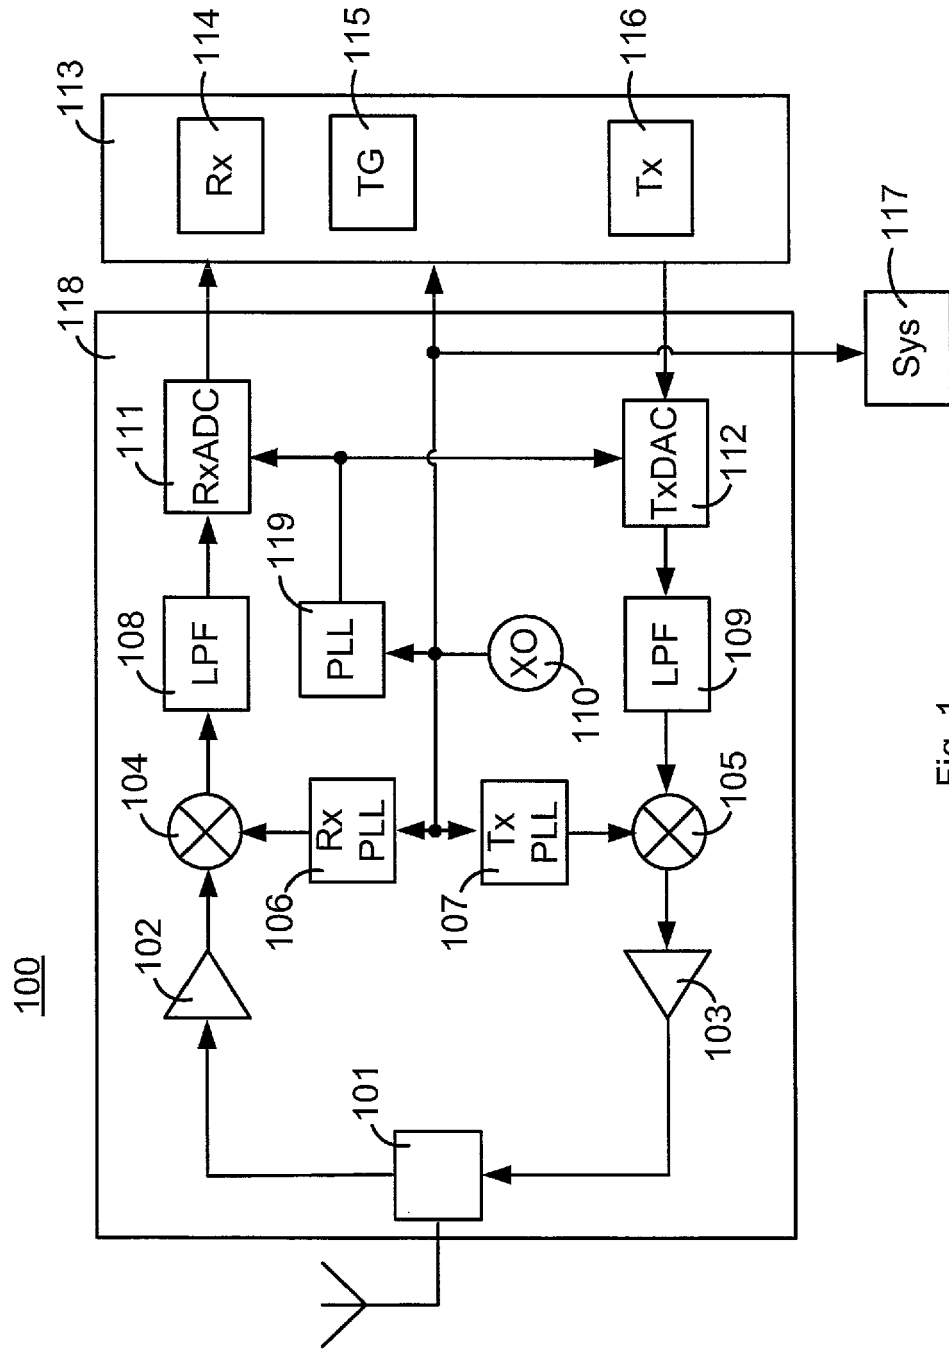 100
118
113
102
104
108
111
114
LPF
RxADC
Rx
101
106
Rx
PLL
119
PLL
115
TG
107
Tx
PLL
XO
110
LPF
TxDAC
Tx
116
103
105
109
112
Sys
117
Fig. 1